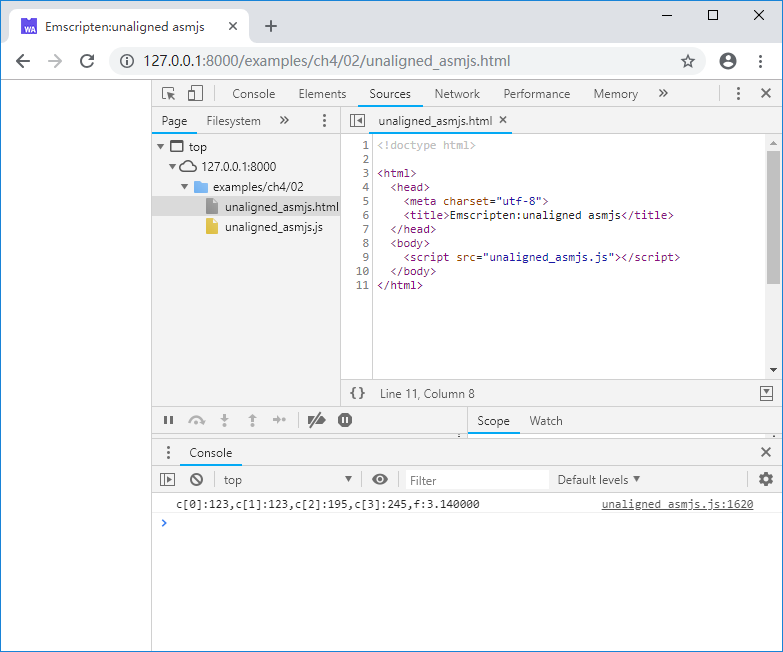 WA
Emscripten:unaligned asmjs
127.0.0.1:8000/examples/ch4/02/unaligned_asmjs.html
Console Elements Sources Network Performance Memory
Page Filesystem
unaligned_asmjs.html
top
127.0.0.1:8000
examples/ch4/02
unaligned_asmjs.html
unaligned_asmjs.js
1 <!doctype html>
2
3 <html>
4 <head>
5 <meta charset="utf-8">
6 <title>Emscripten:unaligned asmjs</title>
7 </head>
8 <body>
9 <script src="unaligned_asmjs.js"></script>
10 </body>
11 </html>
{} Line 11, Column 8
Scope Watch
Console
top Filter Default levels
c[0]:123,c[1]:123,c[2]:195,c[3]:245,f:3.140000 unaligned_asmjs.js:1620